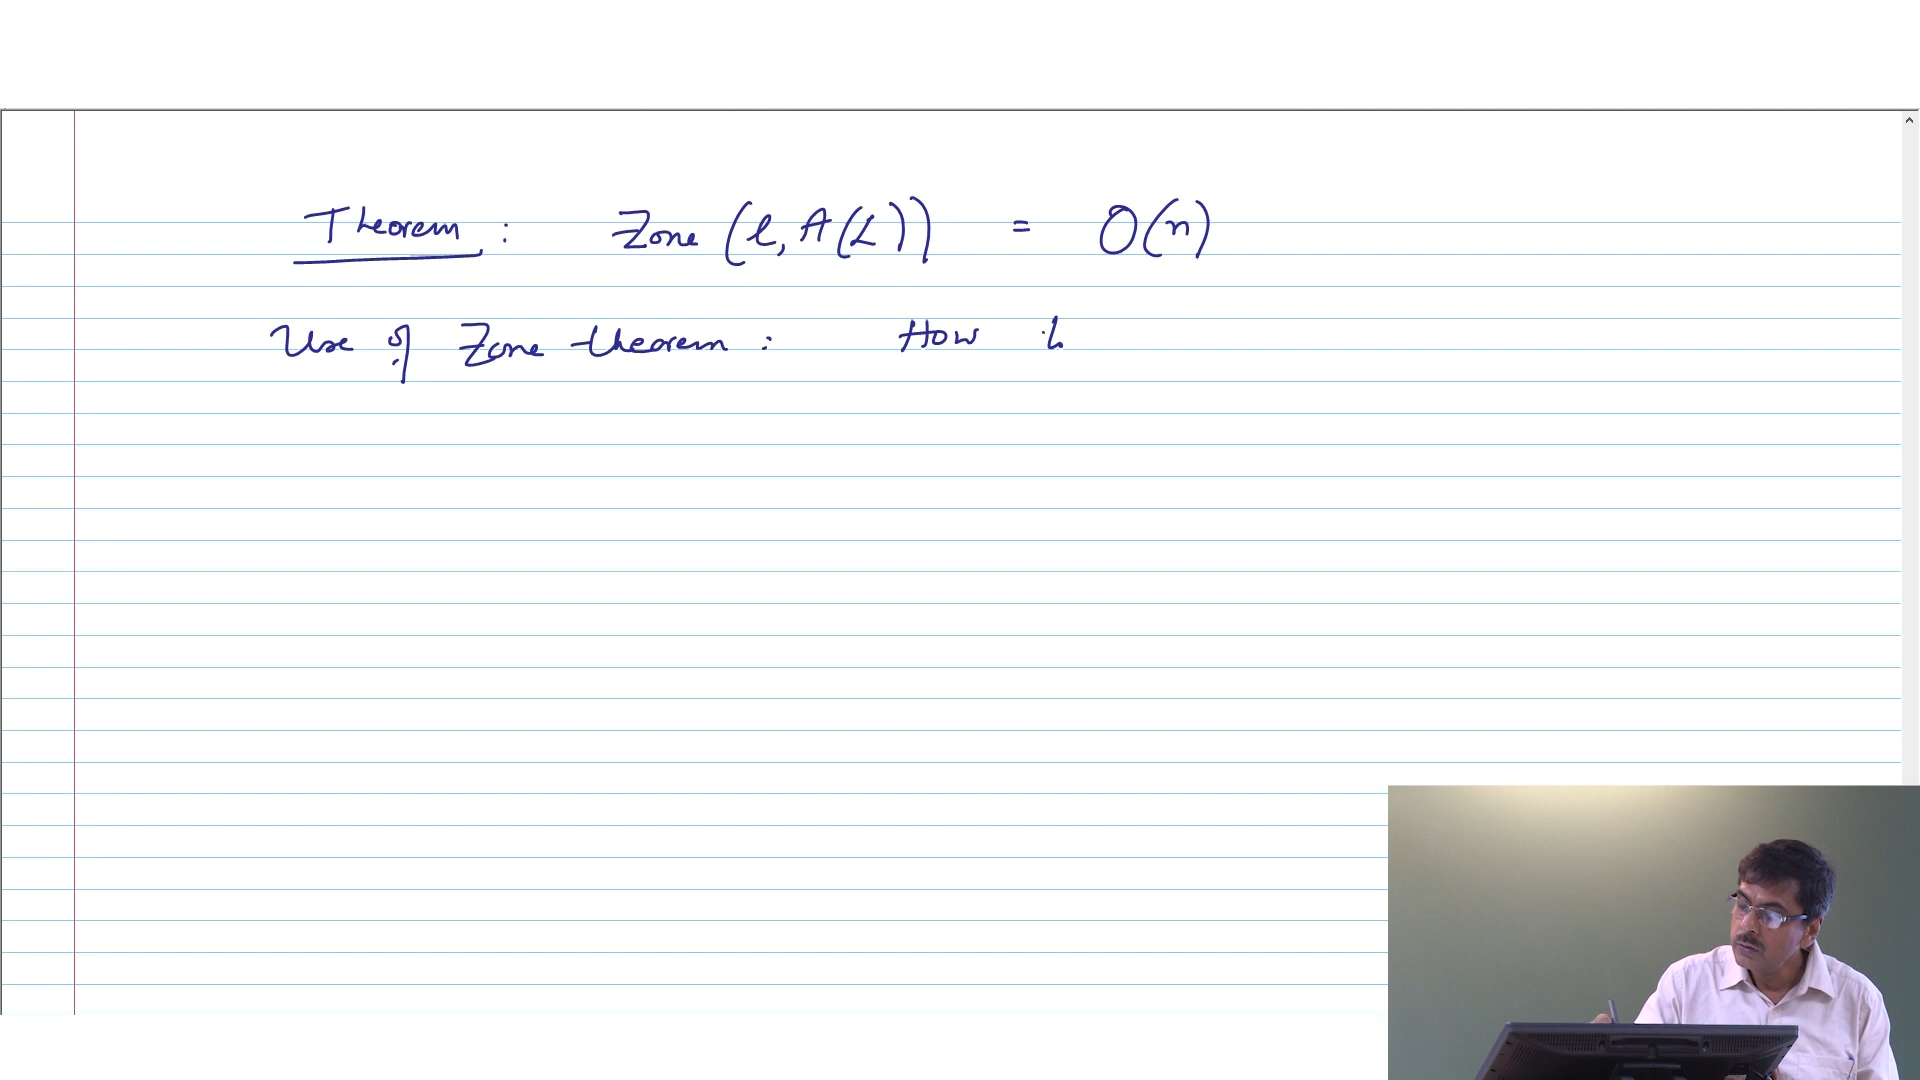 Theorem : Zone (l, A(L)) = O(n)
Use of Zone theorem : How